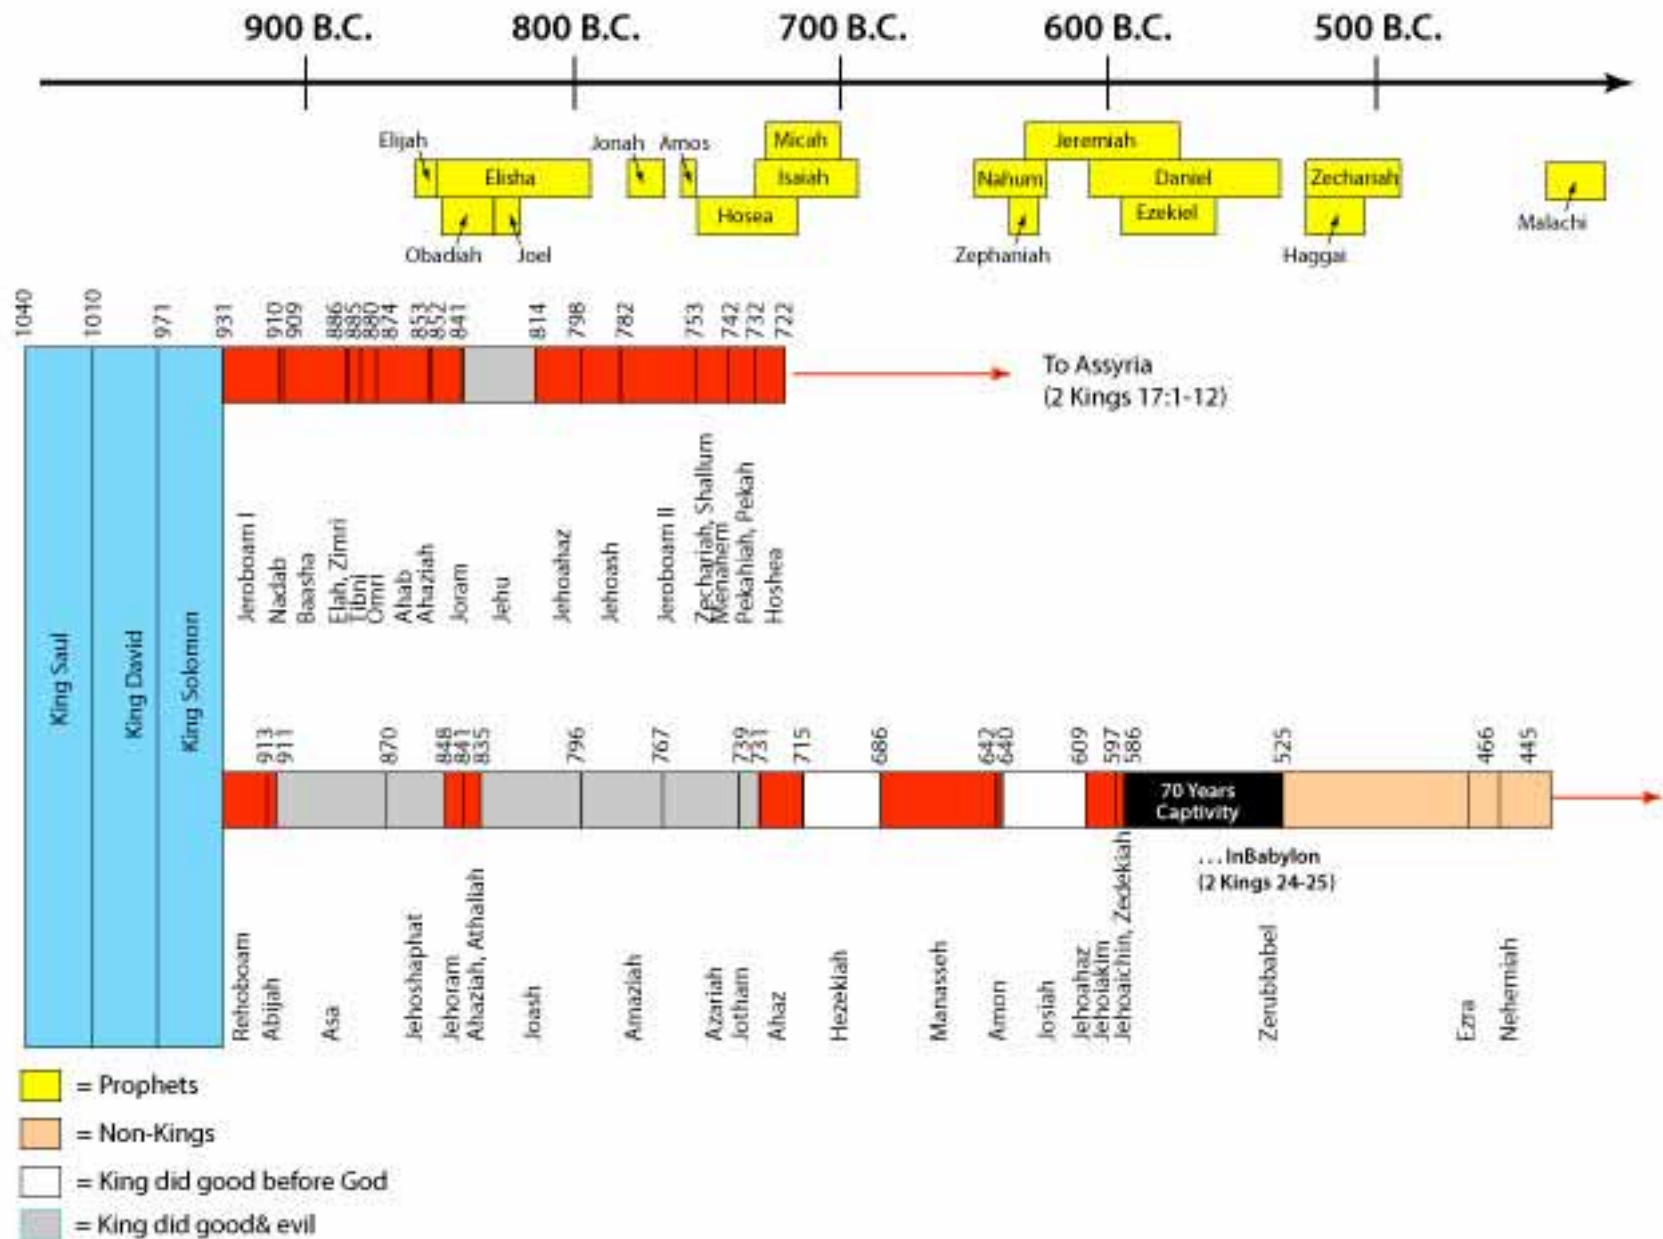 900 B.C. 800 B.C. 700 B.C. 600 B.C. 500 B.C.
Elijah Jonah Amos Micah Jeremiah
Elisha Isaiah Nahum Daniel Zechariah
Hosea Ezekiel Malachi
Obadiah Joel Zephaniah Haggai
1040 1010 971 931 910 909 886 885 880 874 853 852 841 814 798 782 753 742 732 722
To Assyria
(2 Kings 17:1-12)
Jeroboam I
Nadab
Baasha
Elah, Zimri
Tibni
Omri
Ahab
Ahaziah
Joram
Jehu
Jehoahaz
Jehoash
Jeroboam II
Zechariah, Shallum
Menahem
Pekahiah, Pekah
Hoshea
King Saul
King David
King Solomon
913 911 870 848 841 835 796 767 739 731 715 686 642 640 609 597 586 525 466 445
70 Years
Captivity
... InBabylon
(2 Kings 24-25)
Rehoboam
Abijah
Asa
Jehoshaphat
Jehoram
Ahaziah, Athaliah
Joash
Amaziah
Azariah
Jotham
Ahaz
Hezekiah
Manasseh
Amon
Josiah
Jehoahaz
Jehoiakim
Jehoaichin, Zedekiah
Zerubbabel
Ezra
Nehemiah
= Prophets
= Non-Kings
= King did good before God
= King did good& evil